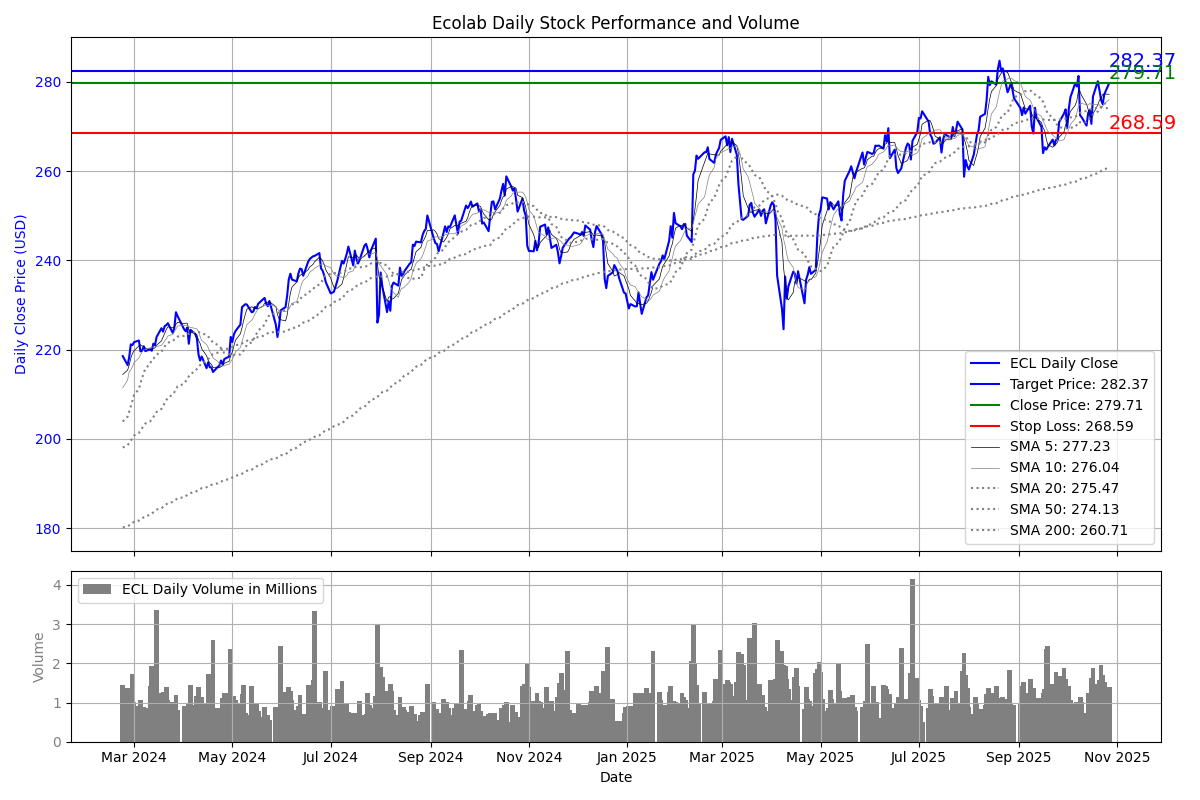 Ecolab Daily Stock Performance and Volume
Daily Close Price (USD)
280
260
240
220
200
180
282.37
279.71
268.59
ECL Daily Close
Target Price: 282.37
Close Price: 279.71
Stop Loss: 268.59
SMA 5: 277.23
SMA 10: 276.04
SMA 20: 275.47
SMA 50: 274.13
SMA 200: 260.71
Volume
4
3
2
1
0
ECL Daily Volume in Millions
Mar 2024 May 2024 Jul 2024 Sep 2024 Nov 2024 Jan 2025 Mar 2025 May 2025 Jul 2025 Sep 2025 Nov 2025
Date